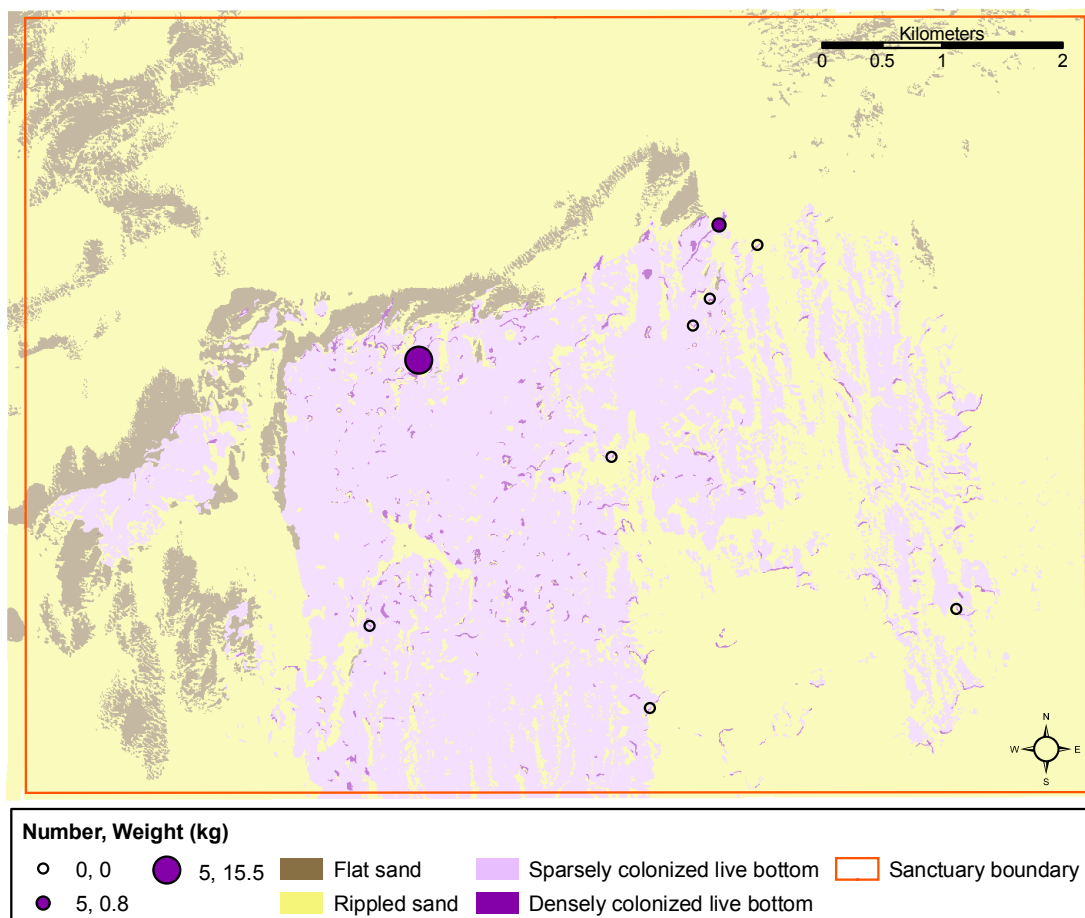 Kilometers
0 0.5 1 2
N
W E
S
Number, Weight (kg)
0, 0 5, 15.5 Flat sand Sparsely colonized live bottom Sanctuary boundary
5, 0.8 Rippled sand Densely colonized live bottom